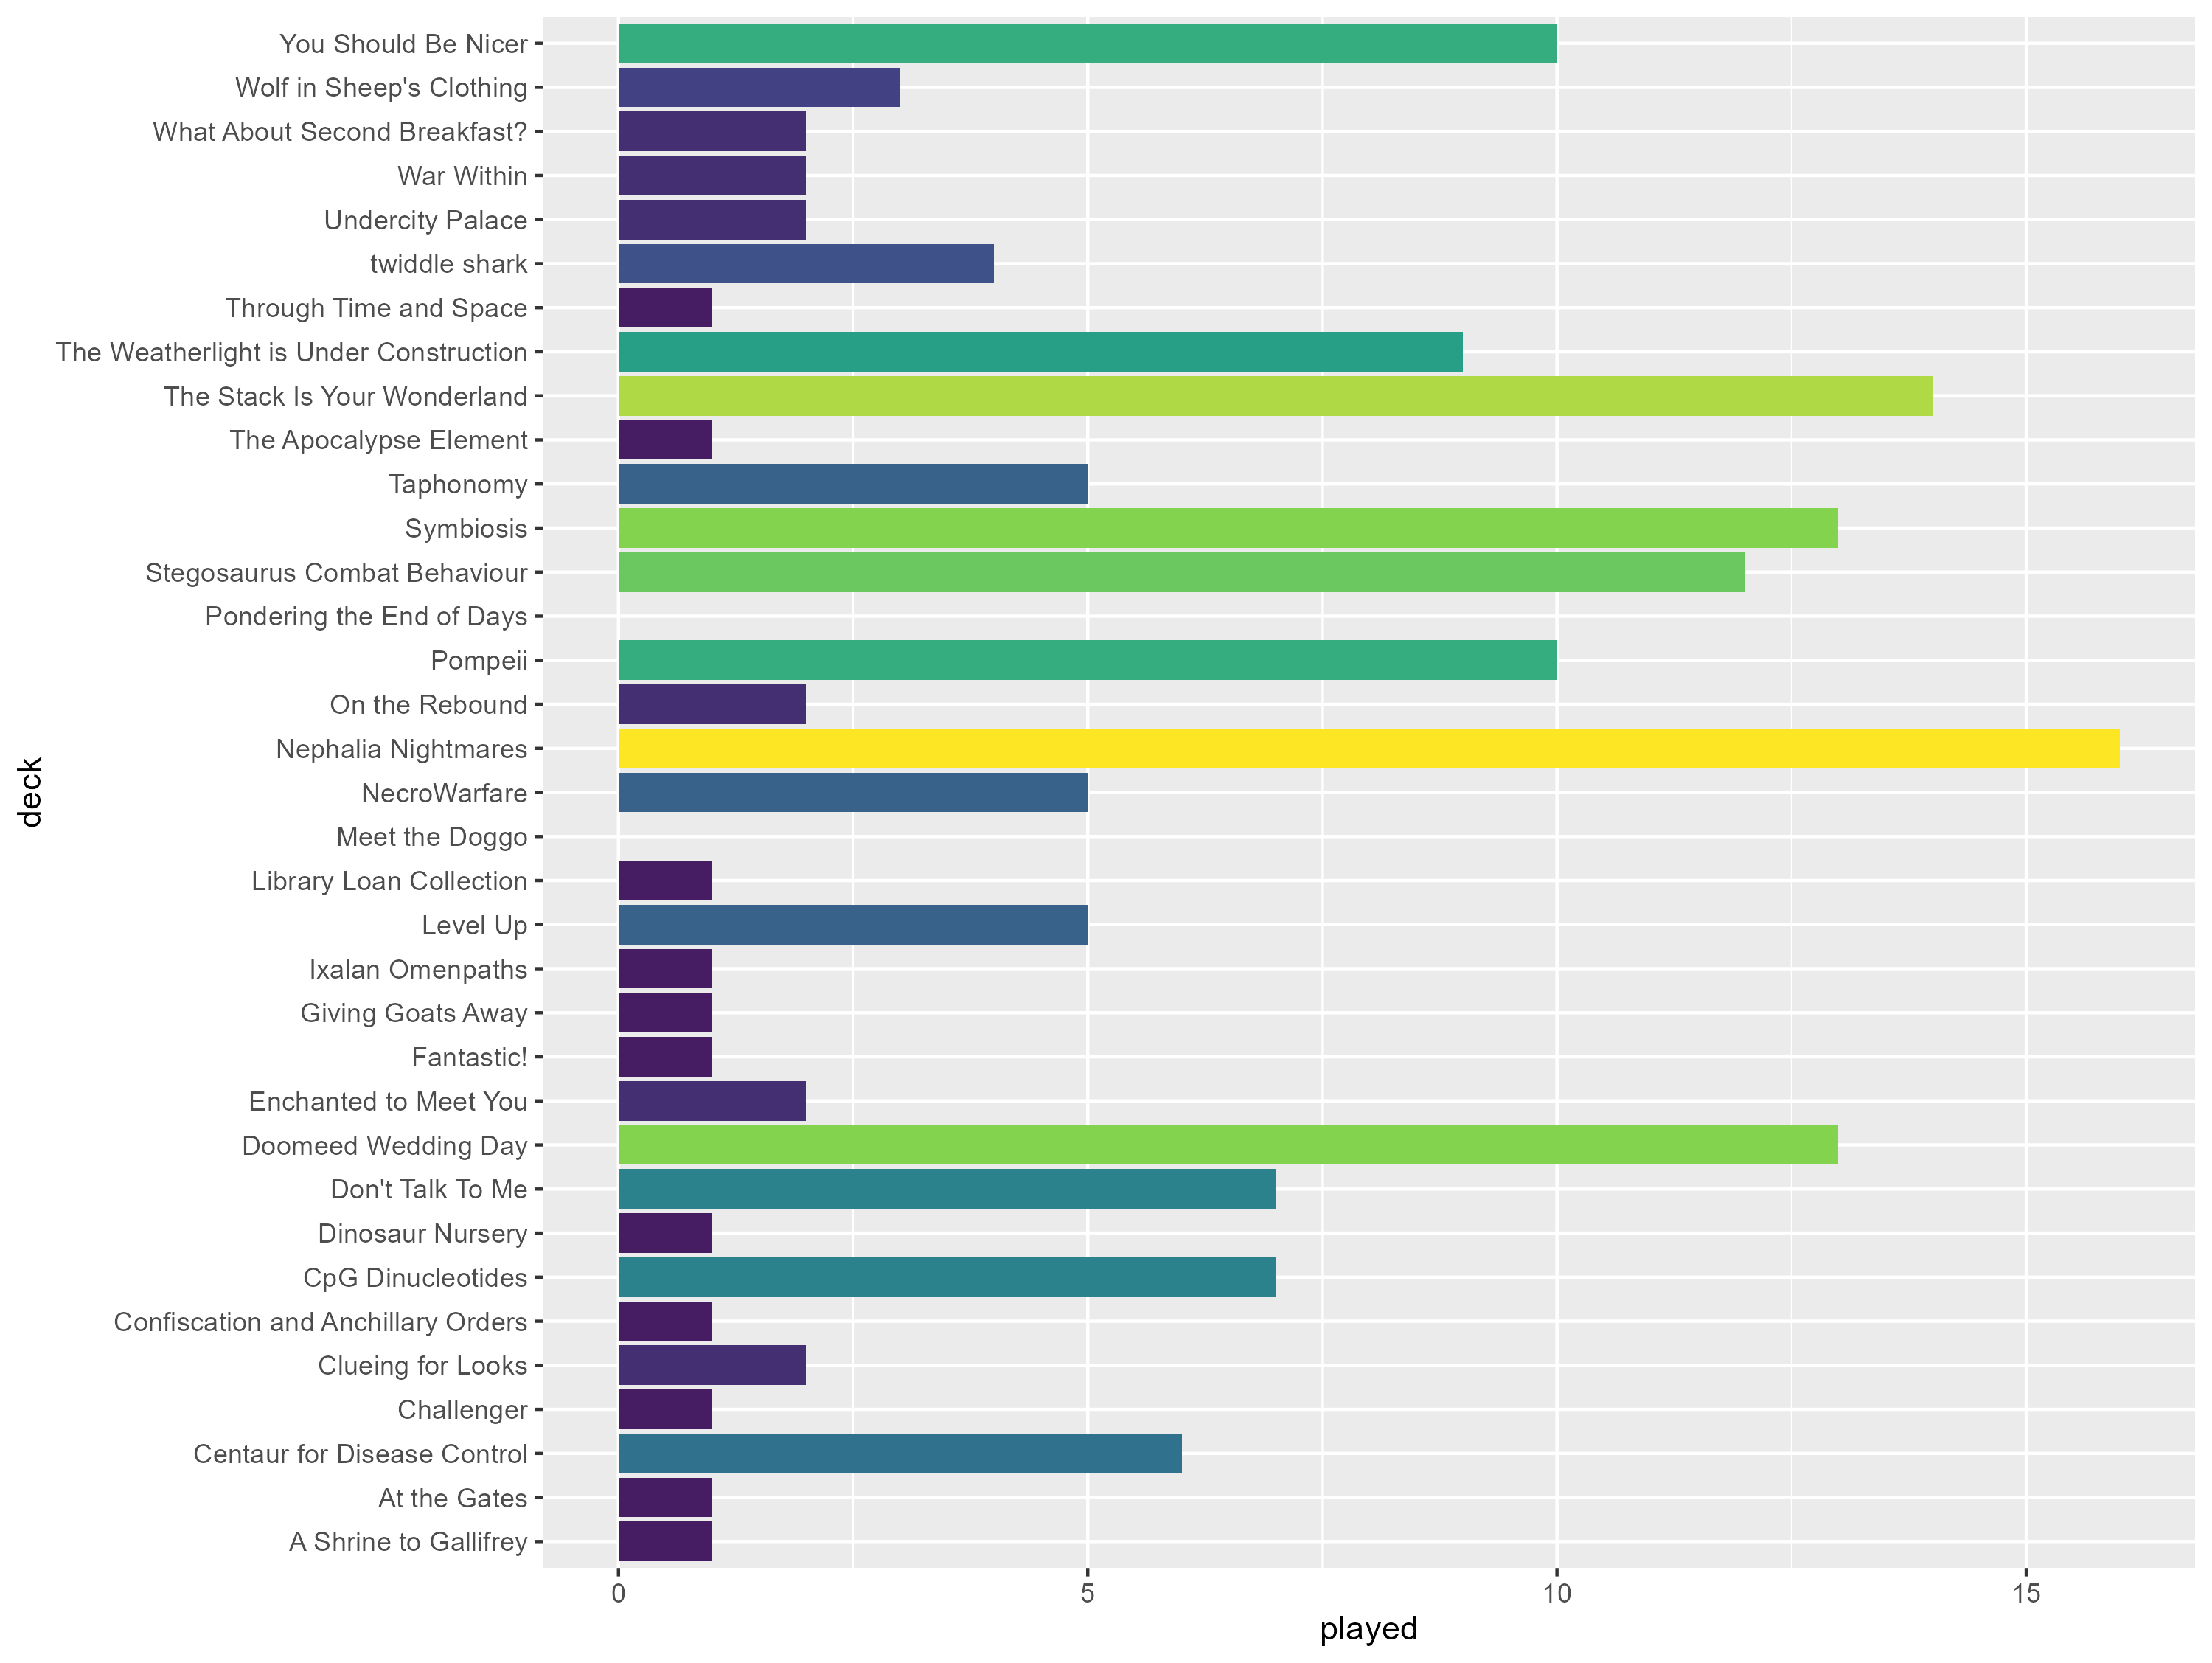 You Should Be Nicer
Wolf in Sheep's Clothing
What About Second Breakfast?
War Within
Undercity Palace
twiddle shark
Through Time and Space
The Weatherlight is Under Construction
The Stack Is Your Wonderland
The Apocalypse Element
Taphonomy
Symbiosis
Stegosaurus Combat Behaviour
Pondering the End of Days
Pompeii
On the Rebound
Nephalia Nightmares
NecroWarfare
Meet the Doggo
Library Loan Collection
Level Up
Ixalan Omenpaths
Giving Goats Away
Fantastic!
Enchanted to Meet You
Doomeed Wedding Day
Don't Talk To Me
Dinosaur Nursery
CpG Dinucleotides
Confiscation and Anchillary Orders
Clueing for Looks
Challenger
Centaur for Disease Control
At the Gates
A Shrine to Gallifrey
deck
0 5 10 15
played